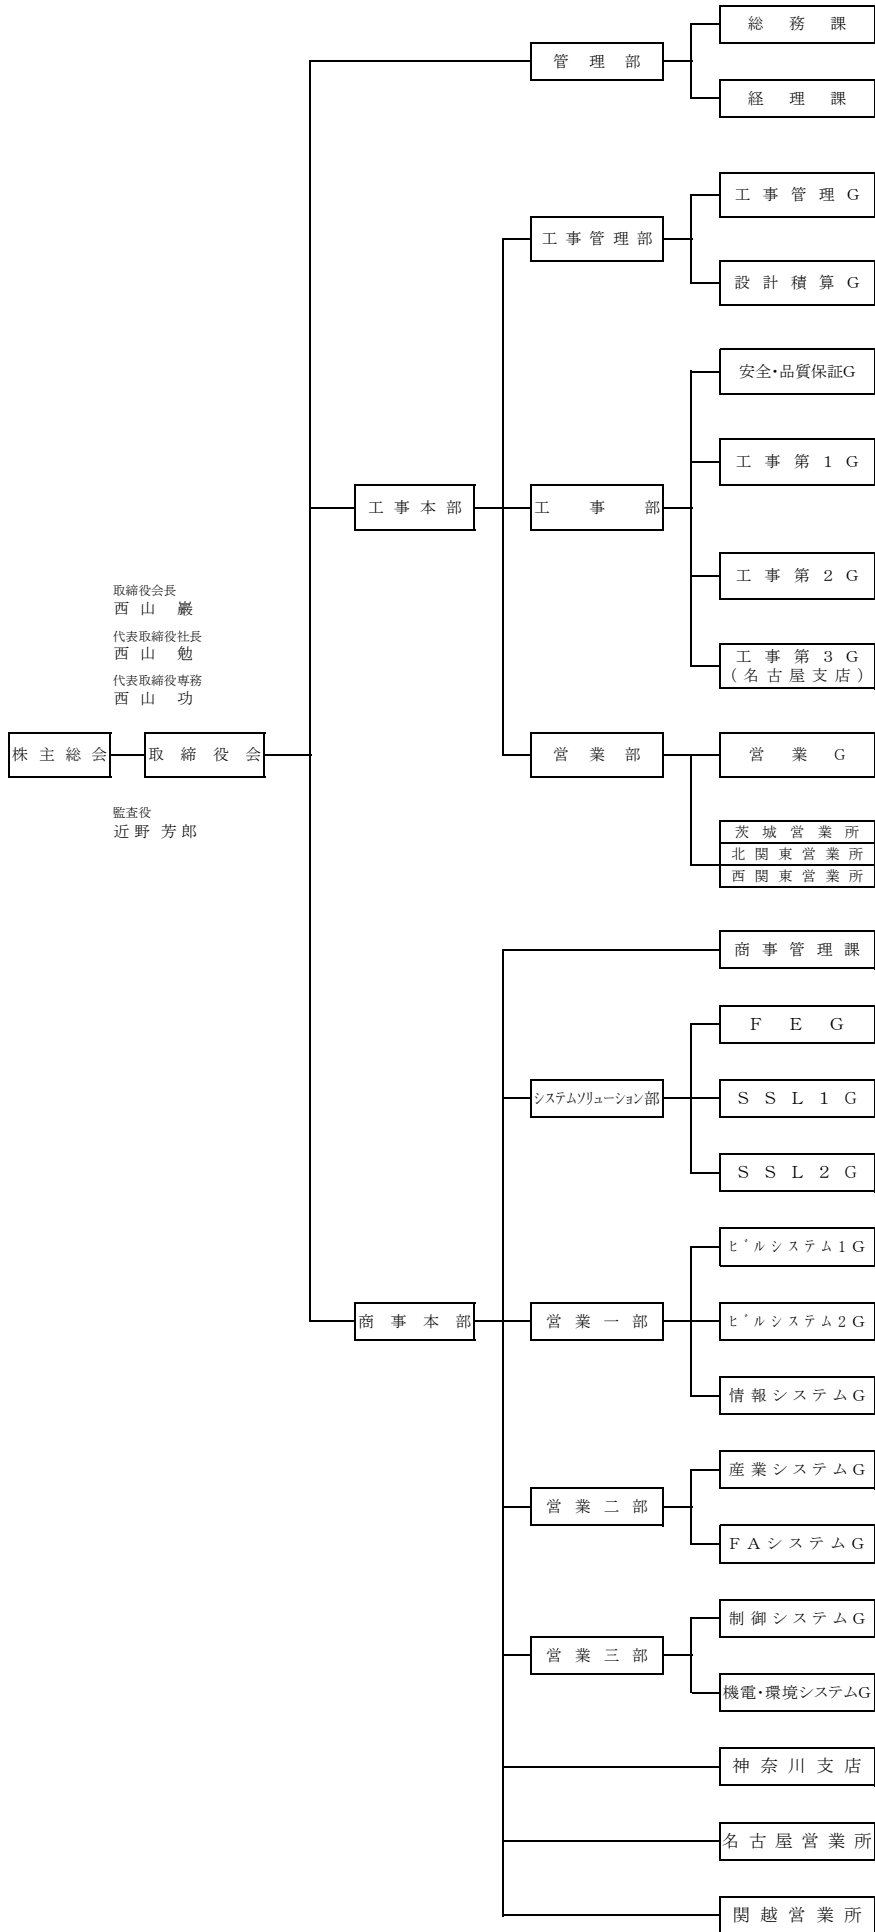 総務課
管理部
経理課
工事管理G
工事管理部
設計積算G
安全・品質保証G
工事第1G
工事本部
工事部
工事第2G
取締役会長
西山 巖
代表取締役社長
西山 勉
代表取締役専務
西山 功
工事第3G
(名古屋支店)
株主総会
取締役会
営業部
営業G
監査役
近野 芳郎
茨城営業所
北関東営業所
西関東営業所
商事管理課
FEG
システムソリューション部
SSL1G
SSL2G
ビルシステム1G
商事本部
営業一部
ビルシステム2G
情報システムG
産業システムG
営業二部
FAシステムG
制御システムG
営業三部
機電・環境システムG
神奈川支店
名古屋営業所
関越営業所